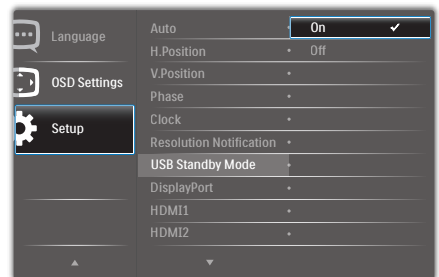 Language
OSD Settings
Setup
Auto
H.Position
V.Position
Phase
Clock
Resolution Notification
USB Standby Mode
DisplayPort
HDMI1
HDMI2
On
Off